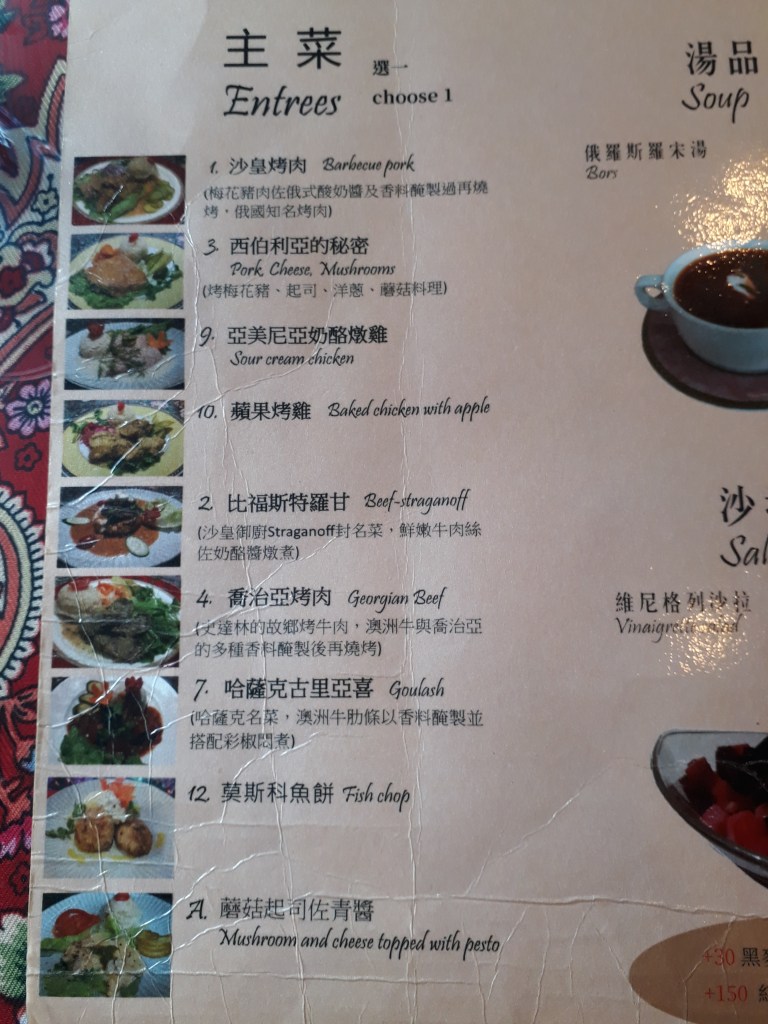 主菜 選一
Entrees choose 1
1. 沙皇烤肉 Barbecue pork
(梅花豬肉佐俄式酸奶醬及香料醃製過再燒
烤，俄國知名烤肉)
3. 西伯利亞的秘密
Pork, Cheese, Mushrooms
(烤梅花豬、起司、洋蔥、蘑菇料理)
9. 亞美尼亞奶酪燉雞
Sour cream chicken
10. 蘋果烤雞 Baked chicken with apple
2. 比福斯特羅甘 Beef-straganoff
(沙皇御廚Straganoff封名菜，鮮嫩牛肉絲
佐奶酪醬燉煮)
4. 喬治亞烤肉 Georgian Beef
(史達林的故鄉烤牛肉，澳洲牛與喬治亞
的多種香料醃製後再燒烤)
7. 哈薩克古里亞喜 Goulash
(哈薩克名菜，澳洲牛肋條以香料醃製並
搭配彩椒悶煮)
12. 莫斯科魚餅 Fish chop
A. 蘑菇起司佐青醬
Mushroom and cheese topped with pesto
湯品
Soup
俄羅斯羅宋湯
Bors
沙
Sal
維尼格列沙拉
Vinaigrette salad
+30 黑
+150